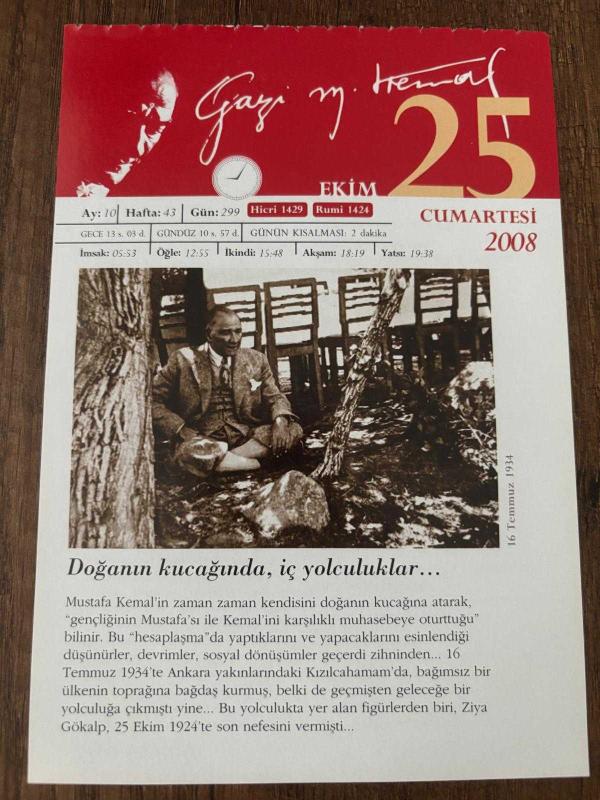 Gazi M. Kemal
25
EKİM
CUMARTESİ
2008
Ay: 10 Hafta: 43 Gün: 299 Hicri 1429 Rumi 1424
GECE 13 s. 03 d. GÜNDÜZ 10 s. 57 d. GÜNÜN KISALMASI: 2 dakika
İmsak: 05:53 Öğle: 12:55 İkindi: 15:48 Akşam: 18:19 Yatsı: 19:38
16 Temmuz 1934
Doğanın kucağında, iç yolculuklar...
Mustafa Kemal'in zaman zaman kendisini doğanın kucağına atarak,
"gençliğinin Mustafa'sı ile Kemal'ini karşılıklı muhasebeye oturttuğu"
bilinir. Bu "hesaplaşma"da yaptıklarını ve yapacaklarını esinlendiği
düşünürler, devrimler, sosyal dönüşümler geçerdi zihninden... 16
Temmuz 1934'te Ankara yakınlarındaki Kızılcahamam'da, bağımsız bir
ülkenin toprağına bağdaş kurmuş, belki de geçmişten geleceğe bir
yolculuğa çıkmıştı yine... Bu yolculukta yer alan figürlerden biri, Ziya
Gökalp, 25 Ekim 1924'te son nefesini vermişti...